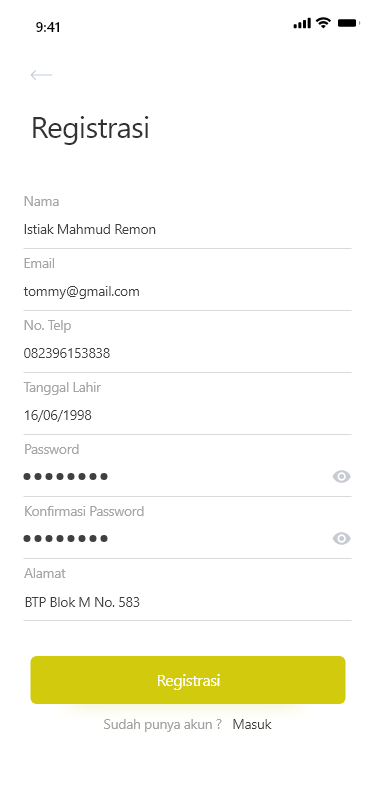 9:41
Registrasi
Nama
Istiak Mahmud Remon
Email
tommy@gmail.com
No. Telp
082396153838
Tanggal Lahir
16/06/1998
Password
Konfirmasi Password
Alamat
BTP Blok M No. 583
Registrasi
Sudah punya akun ? Masuk